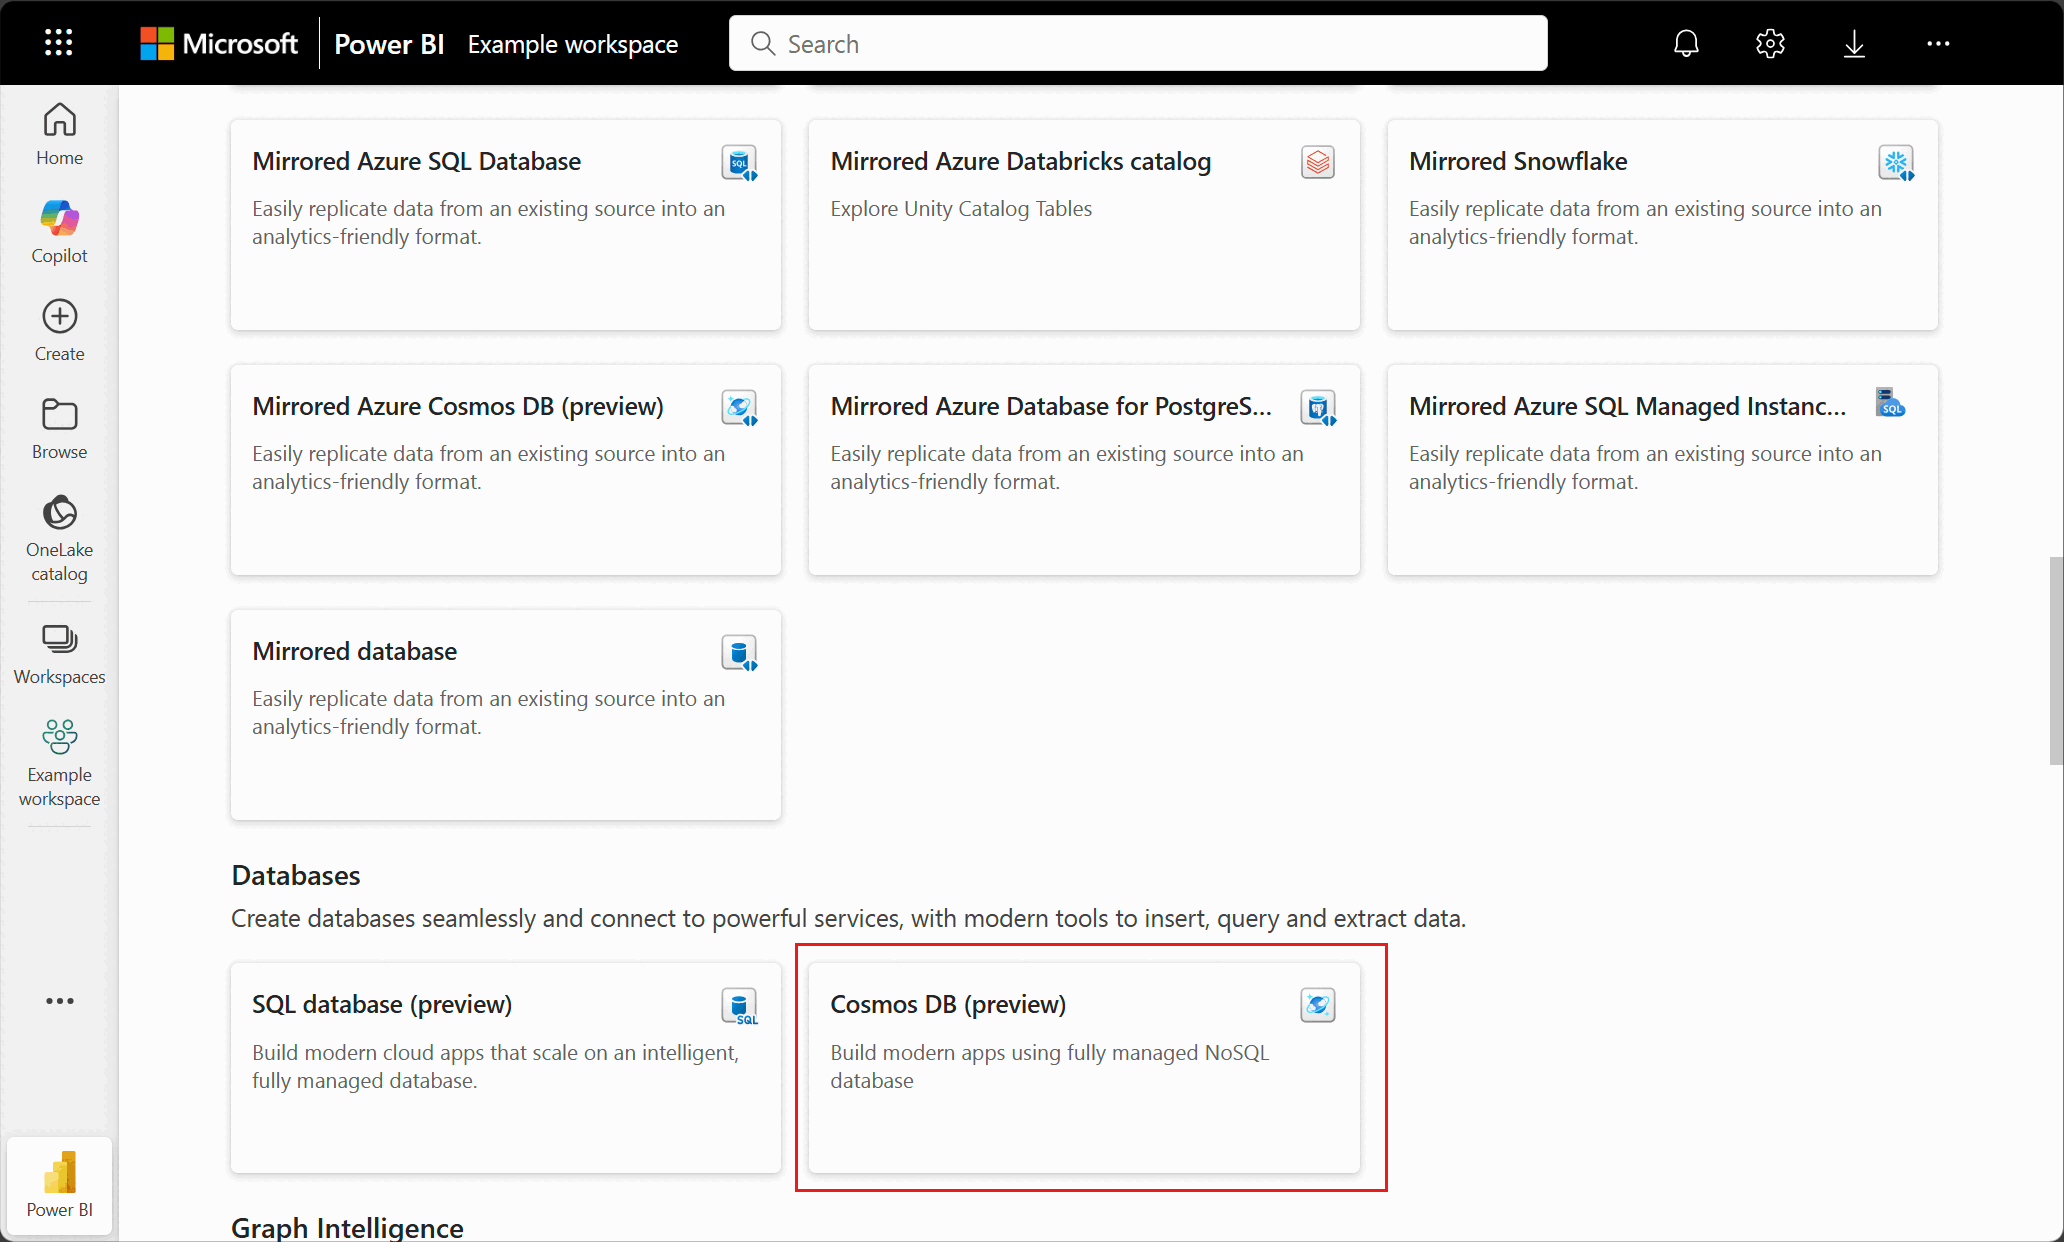 Microsoft Power BI Example workspace Search
Home
Copilot
Create
Browse
OneLake
catalog
Workspaces
Example
workspace
Power BI
Mirrored Azure SQL Database
SQL
Easily replicate data from an existing source into an
analytics-friendly format.
Mirrored Azure Databricks catalog
Explore Unity Catalog Tables
Mirrored Snowflake
Easily replicate data from an existing source into an
analytics-friendly format.
Mirrored Azure Cosmos DB (preview)
Easily replicate data from an existing source into an
analytics-friendly format.
Mirrored Azure Database for PostgreS...
Easily replicate data from an existing source into an
analytics-friendly format.
Mirrored Azure SQL Managed Instanc...
SQL
Easily replicate data from an existing source into an
analytics-friendly format.
Mirrored database
Easily replicate data from an existing source into an
analytics-friendly format.
Databases
Create databases seamlessly and connect to powerful services, with modern tools to insert, query and extract data.
SQL database (preview)
SQL
Build modern cloud apps that scale on an intelligent,
fully managed database.
Cosmos DB (preview)
Build modern apps using fully managed NoSQL
database
Graph Intelligence